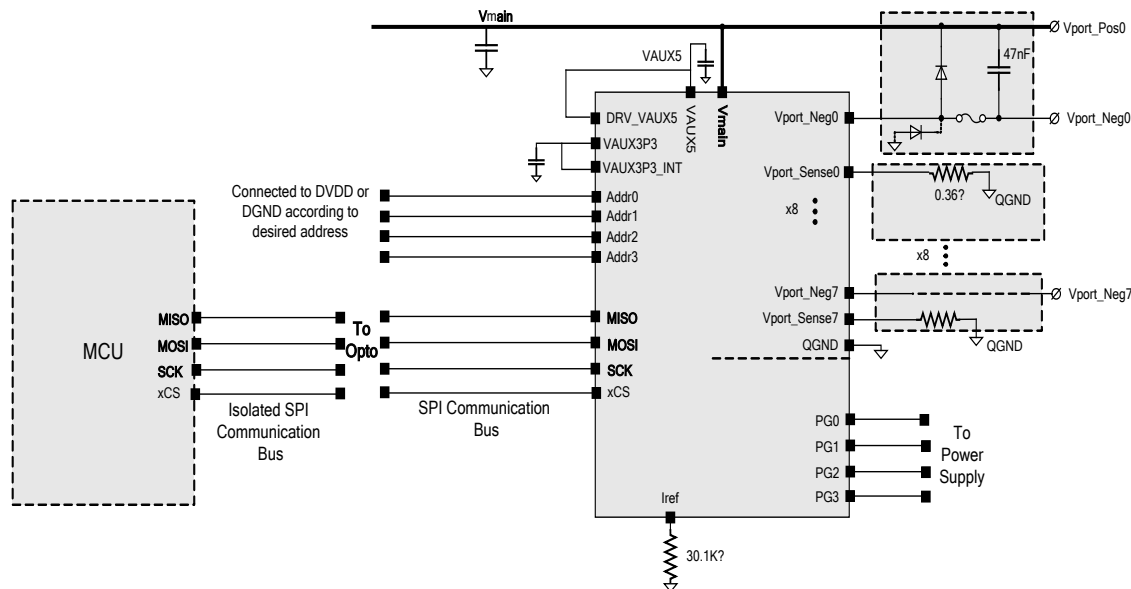 Vmain
Vport_Pos0
VAUX5
47nF
VAUX5
Vmain
DRV_VAUX5
Vport_Neg0
Vport_Neg0
VAUX3P3
VAUX3P3_INT
Vport_Sense0
0.36?
QGND
Connected to DVDD or
DGND according to
desired address
Addr0
Addr1
Addr2
Addr3
x8
x8
Vport_Neg7
Vport_Neg7
Vport_Sense7
QGND
QGND
MCU
MISO
MOSI
SCK
xCS
To
Opto
MISO
MOSI
SCK
xCS
Isolated SPI
Communication
Bus
SPI Communication
Bus
PG0
PG1
PG2
PG3
To
Power
Supply
Iref
30.1K?